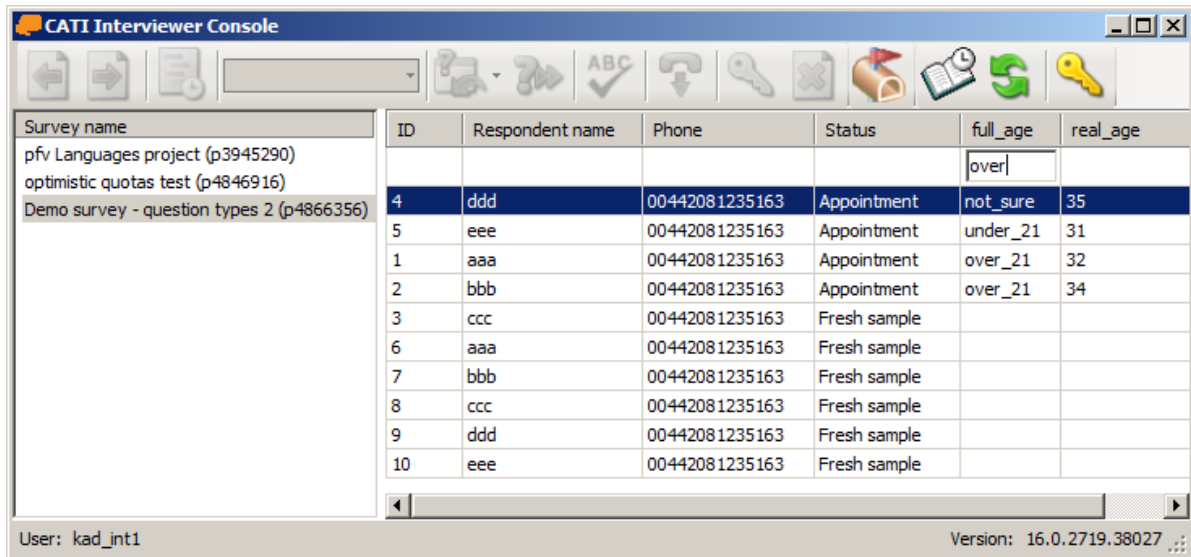 CATI Interviewer Console
ABC
Survey name
pfv Languages project (p3945290)
optimistic quotas test (p4846916)
Demo survey - question types 2 (p4866356)
ID Respondent name Phone Status full_age real_age
over
4 ddd 00442081235163 Appointment not_sure 35
5 eee 00442081235163 Appointment under_21 31
1 aaa 00442081235163 Appointment over_21 32
2 bbb 00442081235163 Appointment over_21 34
3 ccc 00442081235163 Fresh sample
6 aaa 00442081235163 Fresh sample
7 bbb 00442081235163 Fresh sample
8 ccc 00442081235163 Fresh sample
9 ddd 00442081235163 Fresh sample
10 eee 00442081235163 Fresh sample
User: kad_int1
Version: 16.0.2719.38027